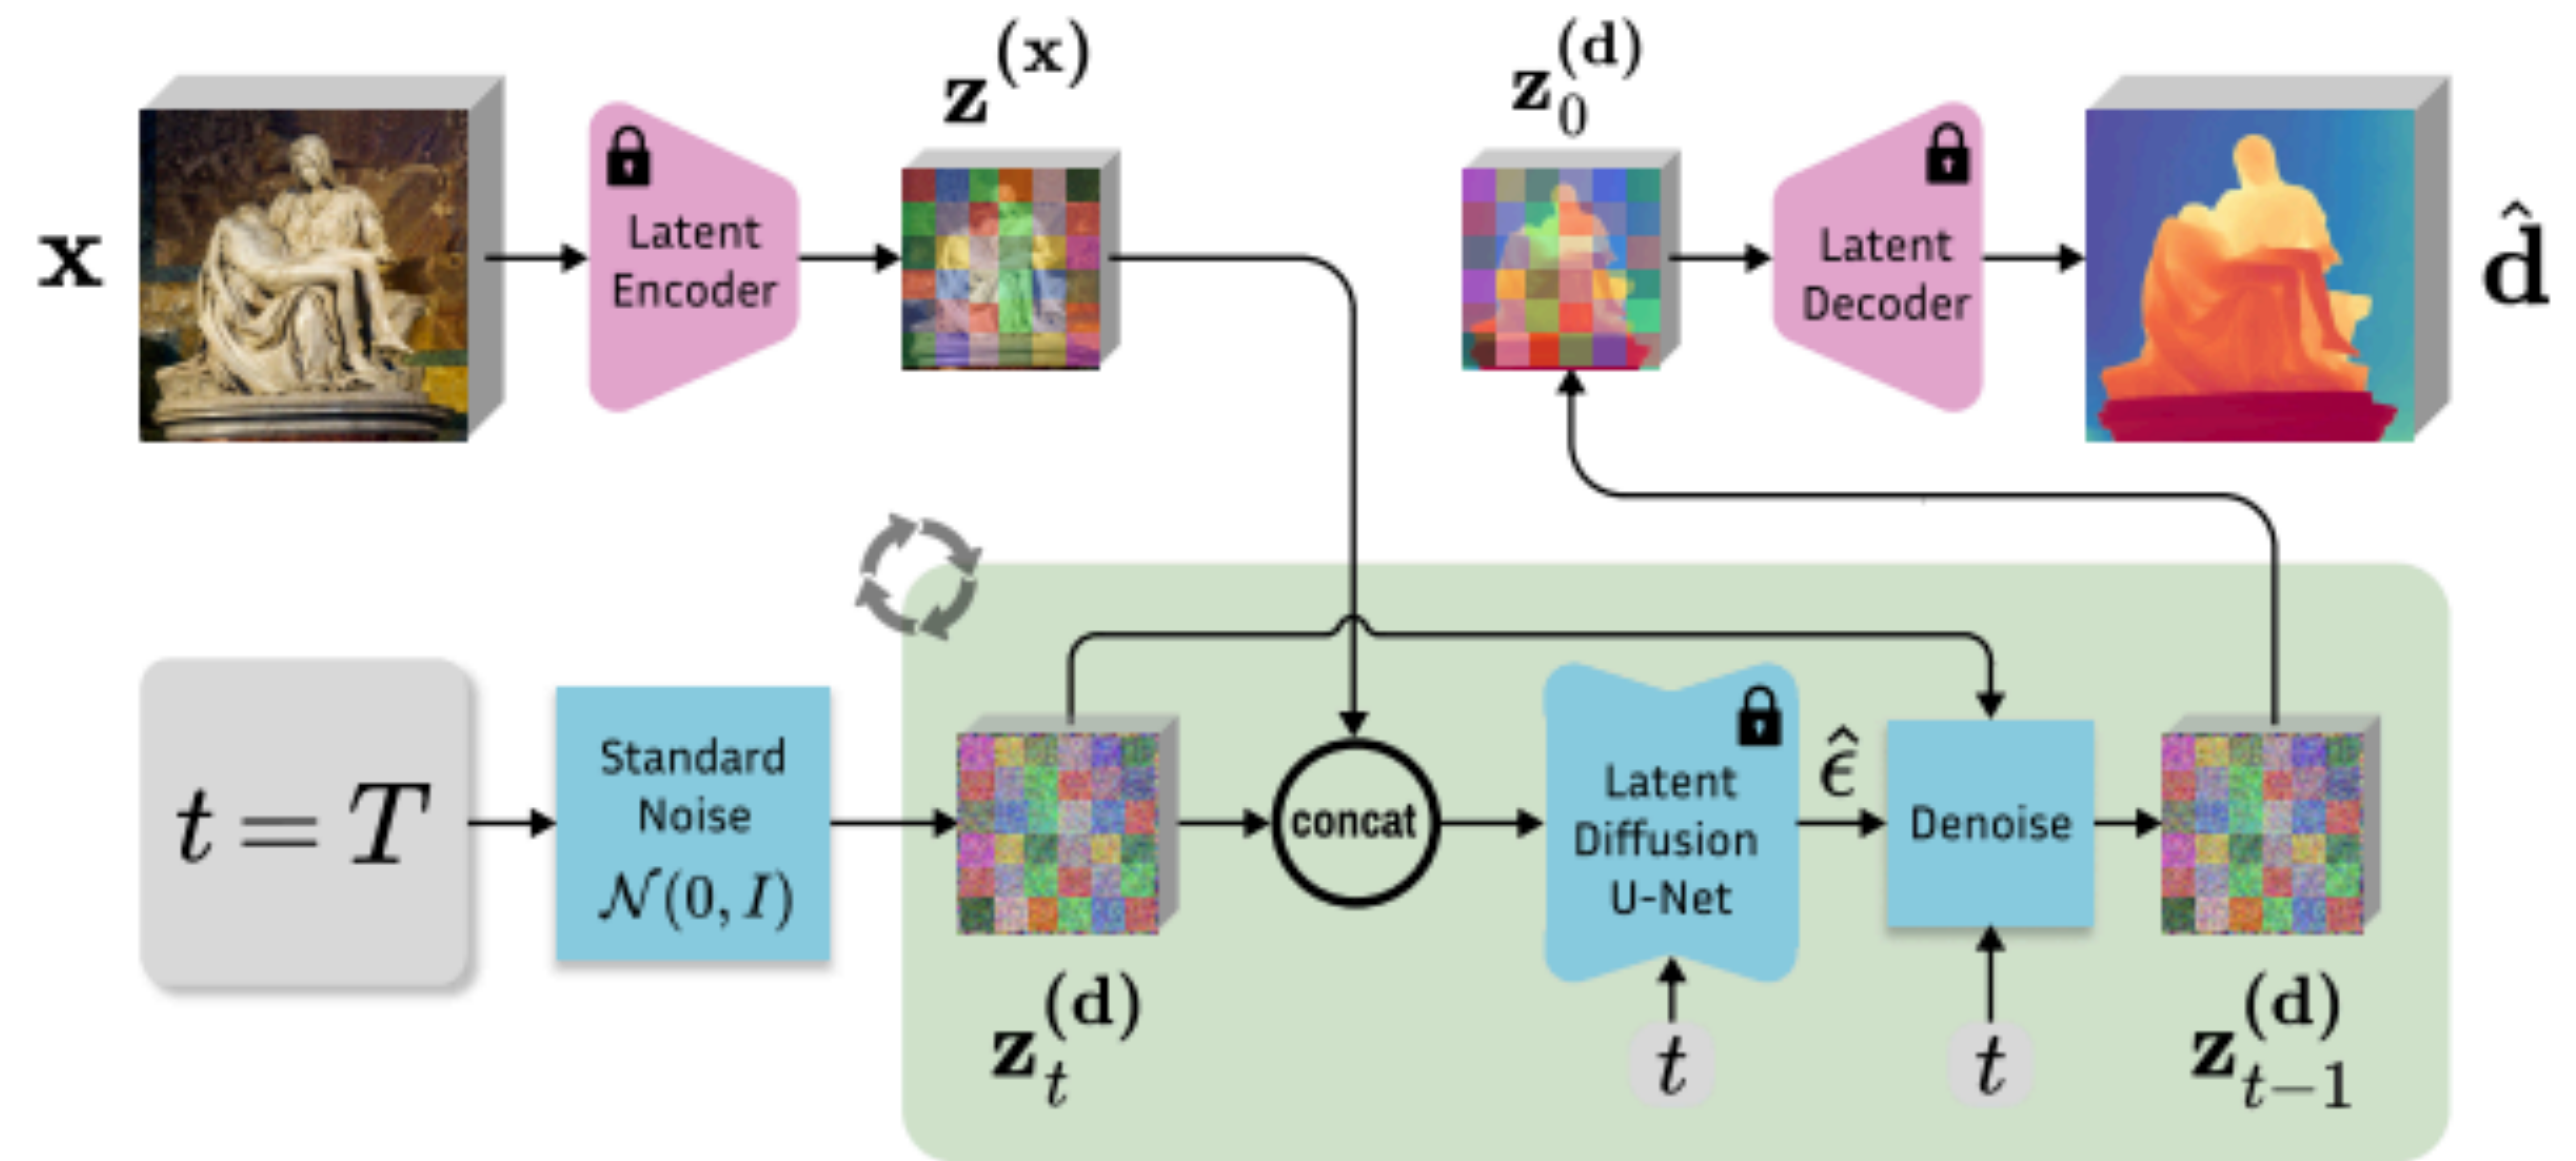 x
Latent
Encoder
z^(x)
z_0^(d)
Latent
Decoder
d̂
t = T
Standard
Noise
𝒩(0, I)
z_t^(d)
concat
Latent
Diffusion
U-Net
t
ϵ̂
Denoise
t
z_{t−1}^(d)